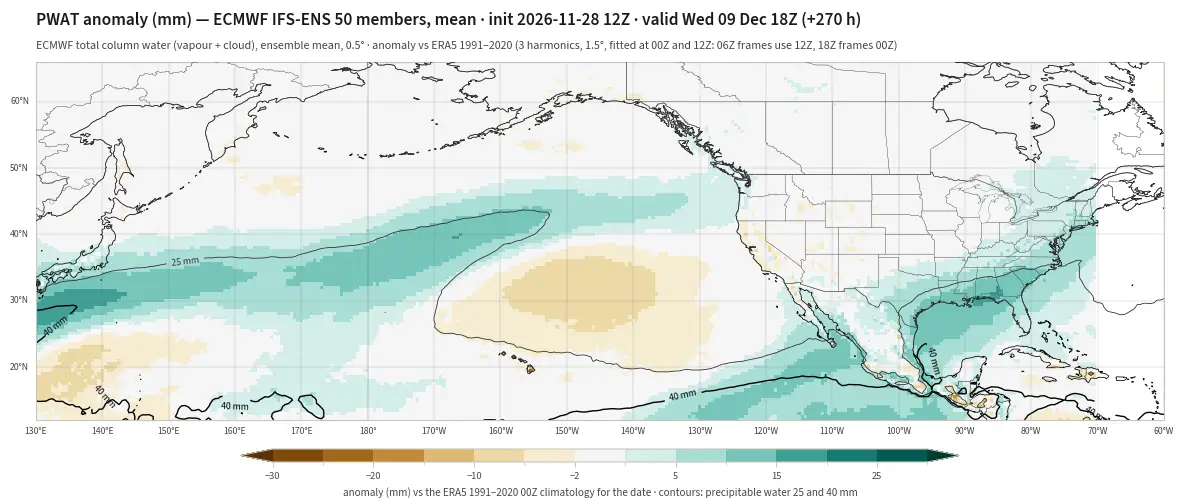 PWAT anomaly (mm) — ECMWF IFS-ENS 50 members, mean · init 2026-11-28 12Z · valid Wed 09 Dec 18Z (+270 h)
ECMWF total column water (vapour + cloud), ensemble mean, 0.5° · anomaly vs ERA5 1991–2020 (3 harmonics, 1.5°, fitted at 00Z and 12Z: 06Z frames use 12Z, 18Z frames 00Z)
60°N
50°N
40°N
30°N
20°N
25 mm
40 mm
40 mm
40 mm
40 mm
40 mm
40
130°E 140°E 150°E 160°E 170°E 180° 170°W 160°W 150°W 140°W 130°W 120°W 110°W 100°W 90°W 80°W 70°W 60°W
−30 −20 −10 −2 5 15 25
anomaly (mm) vs the ERA5 1991–2020 00Z climatology for the date · contours: precipitable water 25 and 40 mm